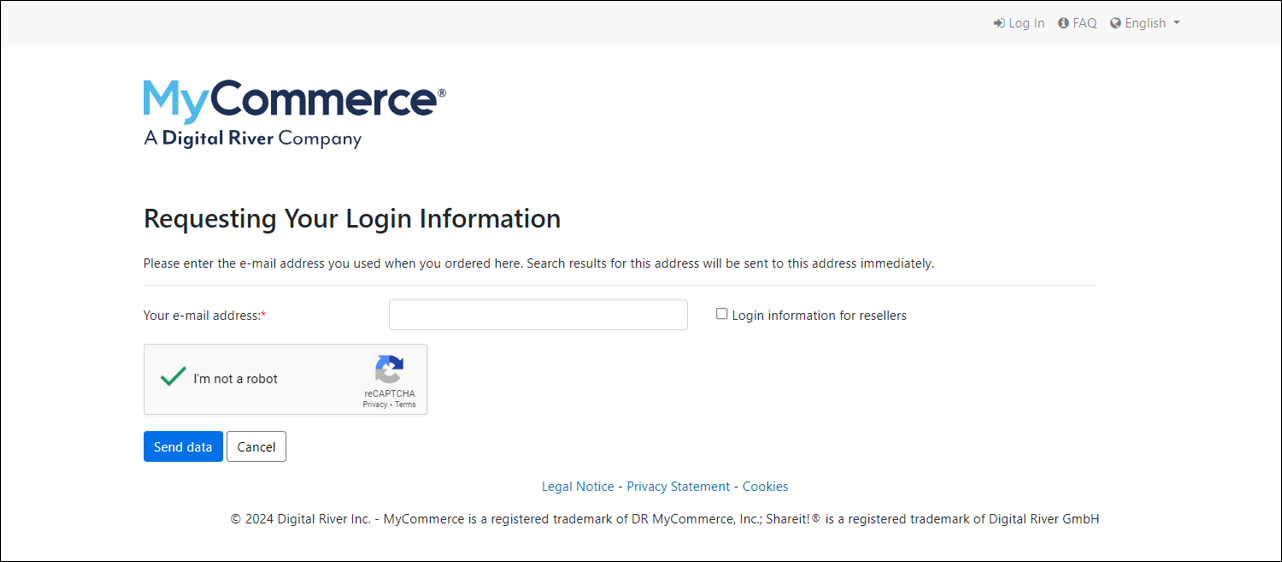 Log In FAQ English
MyCommerce®
A Digital River Company
Requesting Your Login Information
Please enter the e-mail address you used when you ordered here. Search results for this address will be sent to this address immediately.
Your e-mail address:* Login information for resellers
I'm not a robot
reCAPTCHA
Privacy - Terms
Send data Cancel
Legal Notice - Privacy Statement - Cookies
© 2024 Digital River Inc. - MyCommerce is a registered trademark of DR MyCommerce, Inc.; Shareit!® is a registered trademark of Digital River GmbH